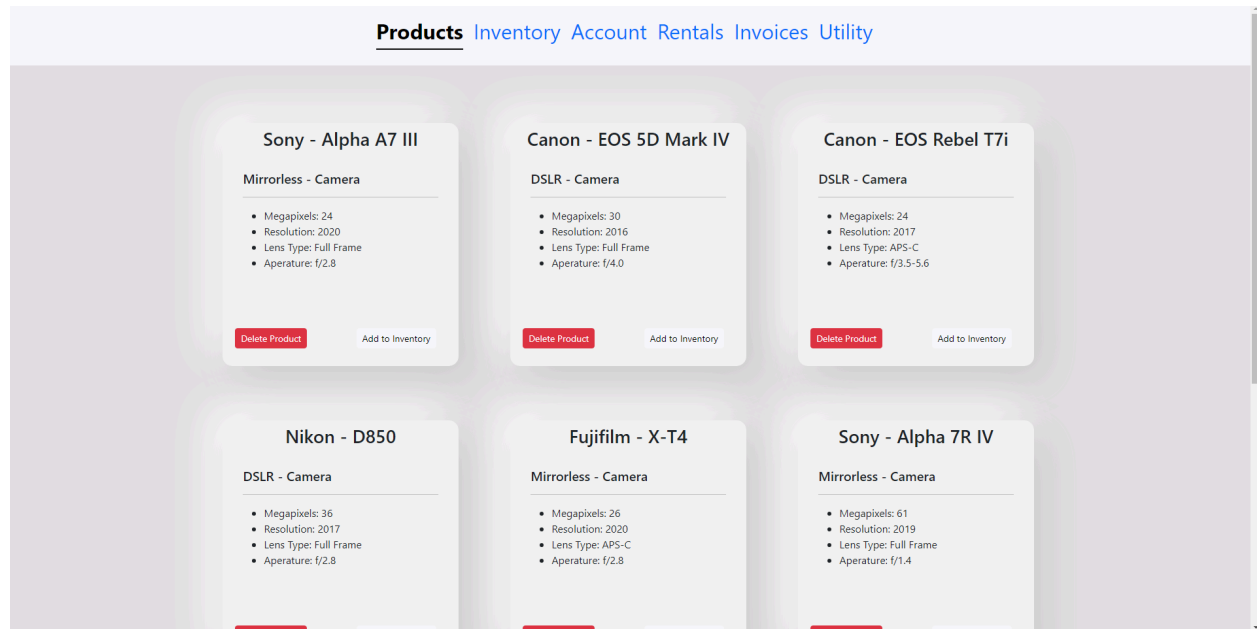 Products Inventory Account Rentals Invoices Utility
Sony - Alpha A7 III
Mirrorless - Camera
Megapixels: 24
Resolution: 2020
Lens Type: Full Frame
Aperature: f/2.8
Delete Product
Add to Inventory
Canon - EOS 5D Mark IV
DSLR - Camera
Megapixels: 30
Resolution: 2016
Lens Type: Full Frame
Aperature: f/4.0
Delete Product
Add to Inventory
Canon - EOS Rebel T7i
DSLR - Camera
Megapixels: 24
Resolution: 2017
Lens Type: APS-C
Aperature: f/3.5-5.6
Delete Product
Add to Inventory
Nikon - D850
DSLR - Camera
Megapixels: 36
Resolution: 2017
Lens Type: Full Frame
Aperature: f/2.8
Fujifilm - X-T4
Mirrorless - Camera
Megapixels: 26
Resolution: 2020
Lens Type: APS-C
Aperature: f/2.8
Sony - Alpha 7R IV
Mirrorless - Camera
Megapixels: 61
Resolution: 2019
Lens Type: Full Frame
Aperature: f/1.4